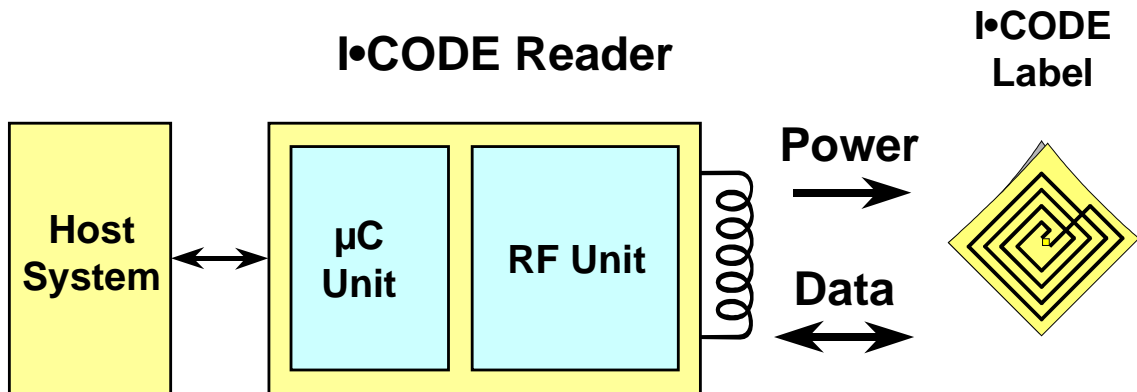 I•CODE Reader
I•CODE
Label
Host
System
µC
Unit
RF Unit
Power
Data